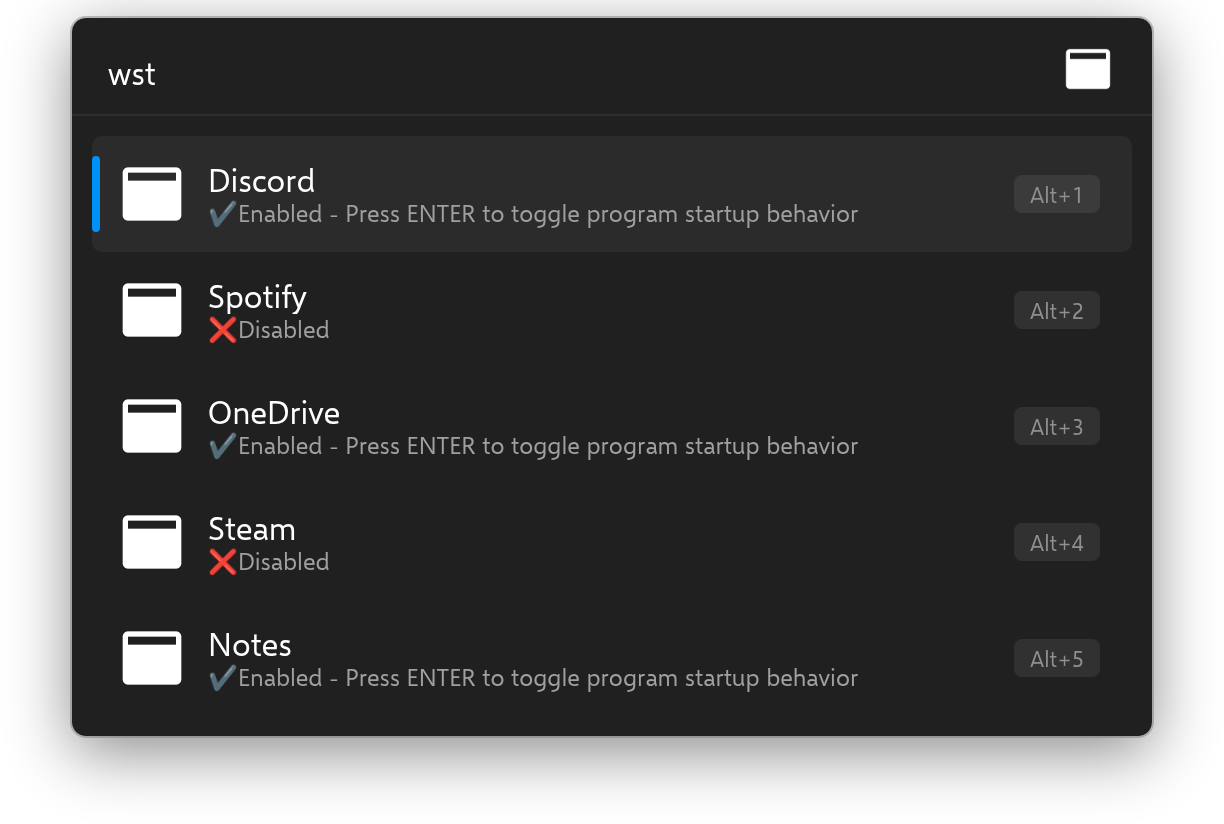 wst
Discord
✔️Enabled - Press ENTER to toggle program startup behavior
Alt+1
Spotify
❌Disabled
Alt+2
OneDrive
✔️Enabled - Press ENTER to toggle program startup behavior
Alt+3
Steam
❌Disabled
Alt+4
Notes
✔️Enabled - Press ENTER to toggle program startup behavior
Alt+5